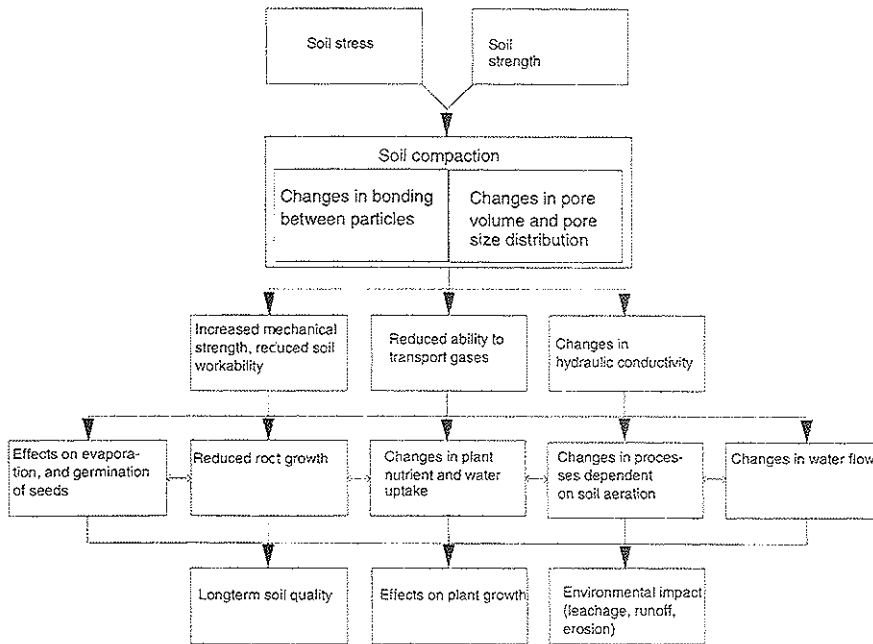 Soil stress
Soil
strength
Soil compaction
Changes in bonding
between particles
Changes in pore
volume and pore
size distribution
Increased mechanical
strength, reduced soil
workability
Reduced ability to
transport gases
Changes in
hydraulic conductivity
Effects on evapora-
tion, and germination
of seeds
Reduced root growth
Changes in plant
nutrient and water
uptake
Changes in proces-
ses dependent
on soil aeration
Changes in water flow
Longterm soil quality
Effects on plant growth
Environmental impact
(leachage, runoff,
erosion)